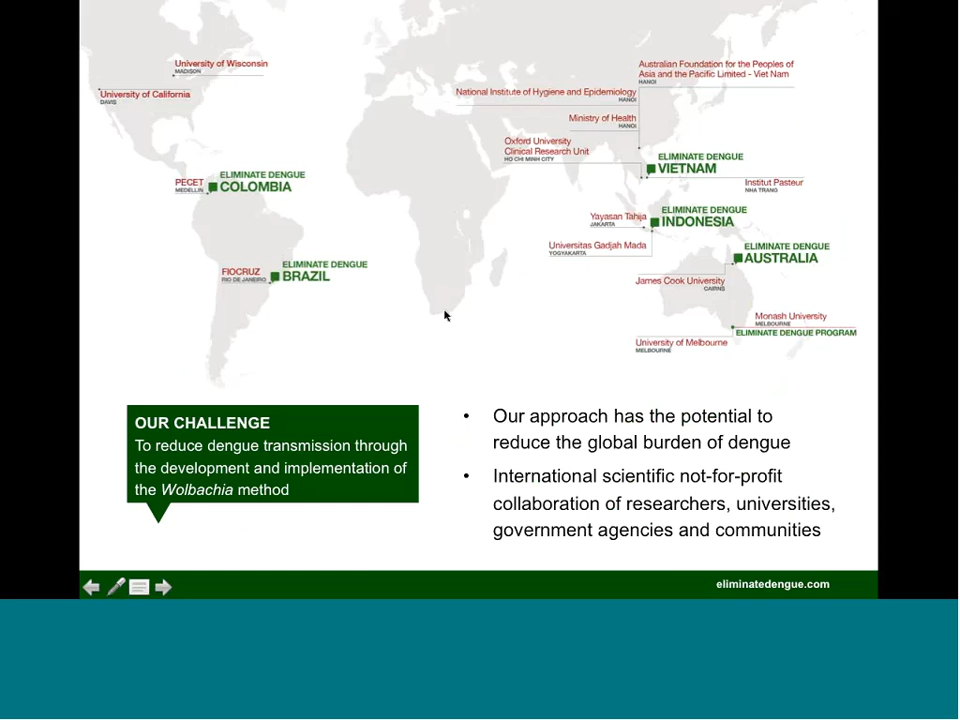 University of Wisconsin
MADISON
University of California
DAVIS
Australian Foundation for the Peoples of
Asia and the Pacific Limited - Viet Nam
HANOI
National Institute of Hygiene and Epidemiology
HANOI
Ministry of Health
HANOI
Oxford University
Clinical Research Unit
HO CHI MINH CITY
ELIMINATE DENGUE
VIETNAM
Institut Pasteur
NHA TRANG
PECET
MEDELLIN
ELIMINATE DENGUE
COLOMBIA
Yayasan Tahija
JAKARTA
ELIMINATE DENGUE
INDONESIA
Universitas Gadjah Mada
YOGYAKARTA
ELIMINATE DENGUE
AUSTRALIA
FIOCRUZ
RIO DE JANEIRO
ELIMINATE DENGUE
BRAZIL
James Cook University
CAIRNS
Monash University
MELBOURNE
ELIMINATE DENGUE PROGRAM
University of Melbourne
MELBOURNE
OUR CHALLENGE
To reduce dengue transmission through
the development and implementation of
the Wolbachia method
• Our approach has the potential to
reduce the global burden of dengue
• International scientific not-for-profit
collaboration of researchers, universities,
government agencies and communities
eliminatedengue.com